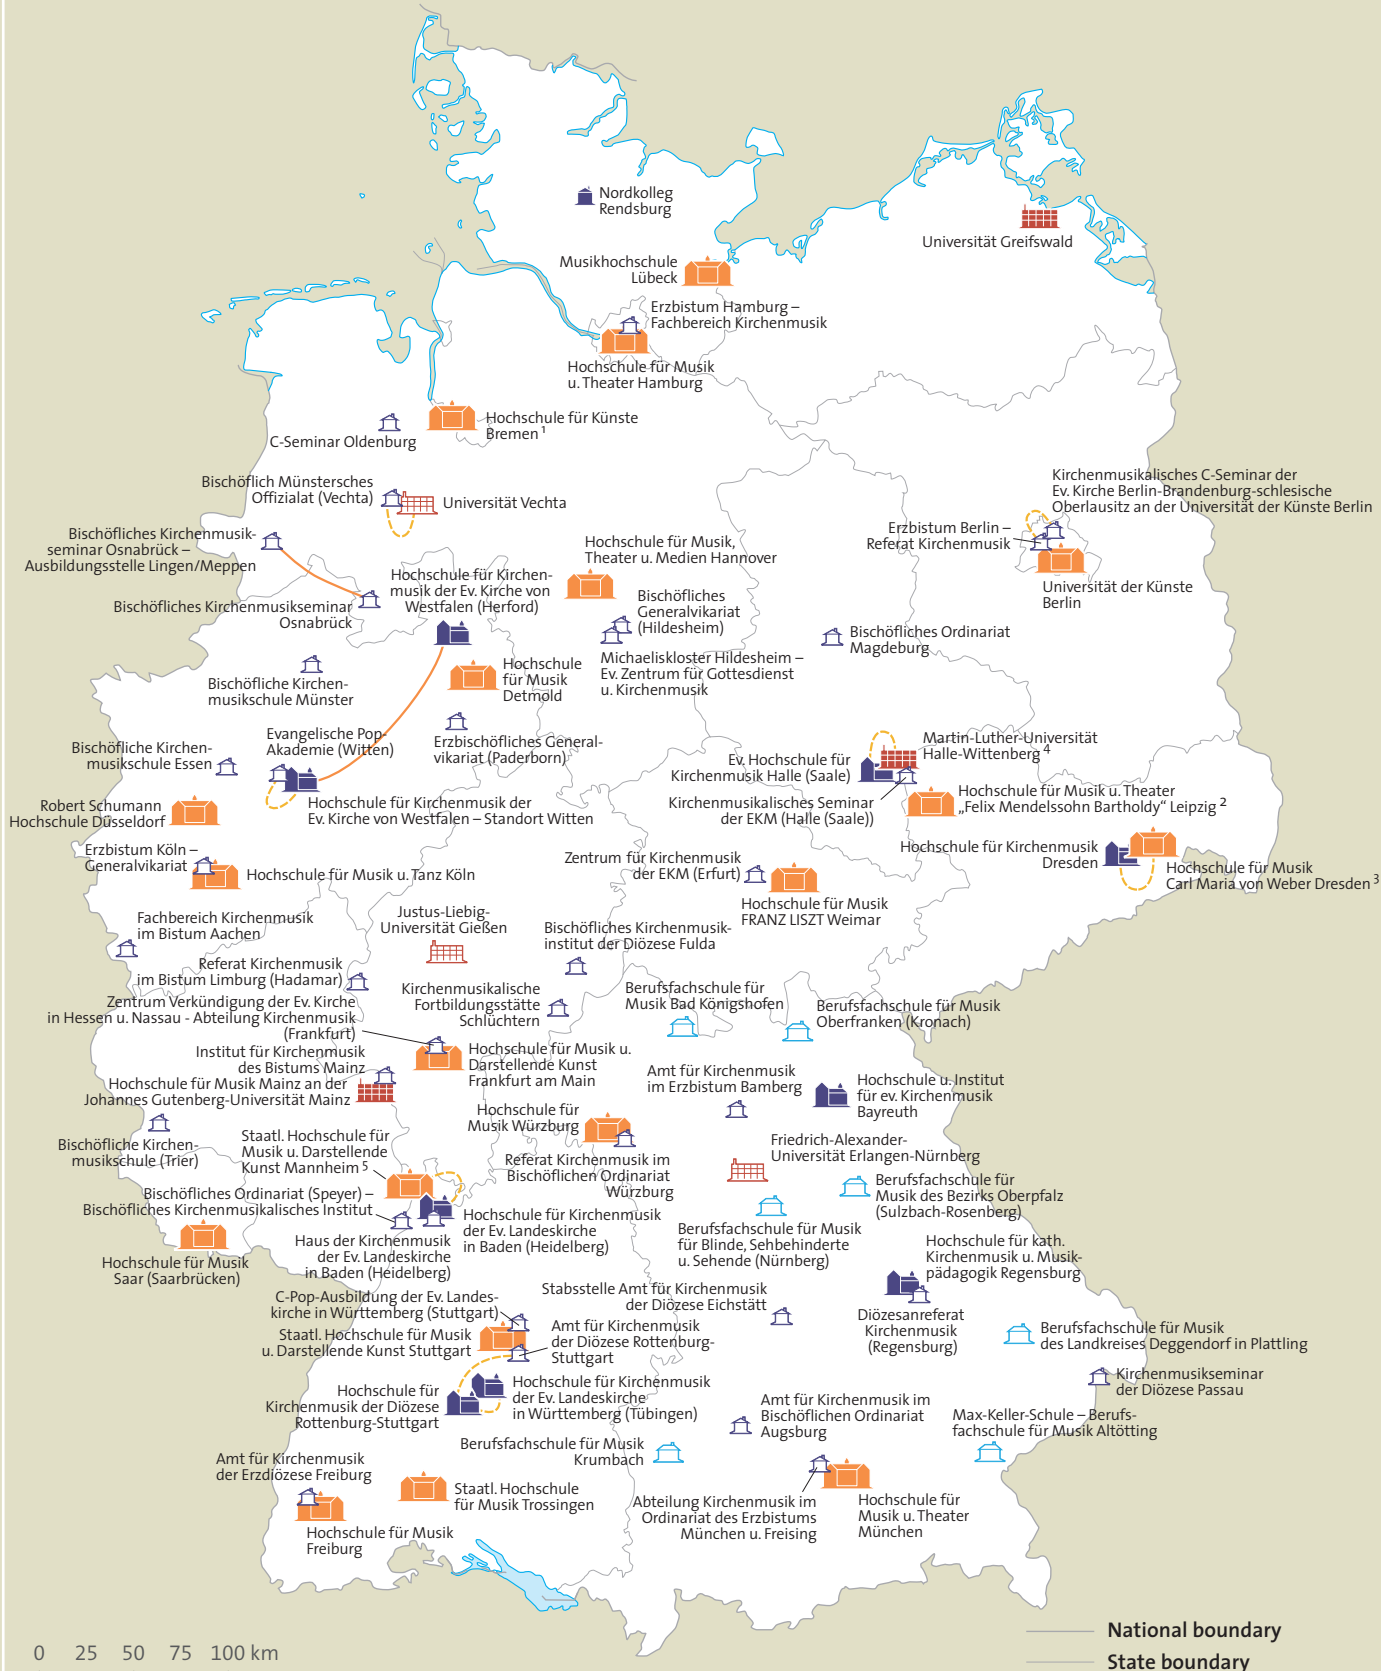 Nordkolleg
Rendsburg
Universität Greifswald
Musikhochschule
Lübeck
Erzbistum Hamburg –
Fachbereich Kirchenmusik
Hochschule für Musik
u. Theater Hamburg
Hochschule für Künste
Bremen 1
C-Seminar Oldenburg
Bischöflich Münstersches
Offizialat (Vechta)
Universität Vechta
Kirchenmusikalisches C-Seminar der
Ev. Kirche Berlin-Brandenburg-schlesische
Oberlausitz an der Universität der Künste Berlin
Erzbistum Berlin –
Referat Kirchenmusik
Universität der Künste
Berlin
Bischöfliches Kirchenmusik-
seminar Osnabrück –
Ausbildungsstelle Lingen/Meppen
Hochschule für Musik,
Theater u. Medien Hannover
Hochschule für Kirchen-
musik der Ev. Kirche von
Westfalen (Herford)
Bischöfliches Kirchenmusikseminar
Osnabrück
Bischöfliches
Generalvikariat
(Hildesheim)
Bischöfliches Ordinariat
Magdeburg
Michaeliskloster Hildesheim –
Ev. Zentrum für Gottesdienst
u. Kirchenmusik
Hochschule
für Musik
Detmold
Bischöfliche Kirchen-
musikschule Münster
Evangelische Pop-
Akademie (Witten)
Erzbischöfliches General-
vikariat (Paderborn)
Bischöfliche Kirchen-
musikschule Essen
Martin-Luther-Universität
Halle-Wittenberg 4
Ev. Hochschule für
Kirchenmusik Halle (Saale)
Robert Schumann
Hochschule Düsseldorf
Hochschule für Kirchenmusik der
Ev. Kirche von Westfalen – Standort Witten
Kirchenmusikalisches Seminar
der EKM (Halle (Saale))
Hochschule für Musik u. Theater
„Felix Mendelssohn Bartholdy“ Leipzig 2
Erzbistum Köln –
Generalvikariat
Hochschule für Musik u. Tanz Köln
Zentrum für Kirchenmusik
der EKM (Erfurt)
Hochschule für Kirchenmusik
Dresden
Hochschule für Musik
Carl Maria von Weber Dresden 3
Hochschule für Musik
FRANZ LISZT Weimar
Fachbereich Kirchenmusik
im Bistum Aachen
Justus-Liebig-
Universität Gießen
Bischöfliches Kirchenmusik-
institut der Diözese Fulda
Referat Kirchenmusik
im Bistum Limburg (Hadamar)
Kirchenmusikalische
Fortbildungsstätte
Schlüchtern
Berufsfachschule für
Musik Bad Königshofen
Berufsfachschule für Musik
Oberfranken (Kronach)
Zentrum Verkündigung der Ev. Kirche
in Hessen u. Nassau - Abteilung Kirchenmusik
(Frankfurt)
Institut für Kirchenmusik
des Bistums Mainz
Hochschule für Musik u.
Darstellende Kunst
Frankfurt am Main
Amt für Kirchenmusik
im Erzbistum Bamberg
Hochschule u. Institut
für ev. Kirchenmusik
Bayreuth
Hochschule für Musik Mainz an der
Johannes Gutenberg-Universität Mainz
Hochschule für
Musik Würzburg
Bischöfliche Kirchen-
musikschule (Trier)
Staatl. Hochschule für
Musik u. Darstellende
Kunst Mannheim 5
Referat Kirchenmusik im
Bischöflichen Ordinariat
Würzburg
Friedrich-Alexander-
Universität Erlangen-Nürnberg
Bischöfliches Ordinariat (Speyer) –
Bischöfliches Kirchenmusikalisches Institut
Berufsfachschule für
Musik des Bezirks Oberpfalz
(Sulzbach-Rosenberg)
Hochschule für Kirchenmusik
der Ev. Landeskirche
in Baden (Heidelberg)
Berufsfachschule für Musik
für Blinde, Sehbehinderte
u. Sehende (Nürnberg)
Haus der Kirchenmusik
der Ev. Landeskirche
in Baden (Heidelberg)
Hochschule für Musik
Saar (Saarbrücken)
Hochschule für kath.
Kirchenmusik u. Musik-
pädagogik Regensburg
C-Pop-Ausbildung der Ev. Landes-
kirche in Württemberg (Stuttgart)
Stabsstelle Amt für Kirchenmusik
der Diözese Eichstätt
Diözesanreferat
Kirchenmusik
(Regensburg)
Staatl. Hochschule für Musik
u. Darstellende Kunst Stuttgart
Amt für Kirchenmusik
der Diözese Rottenburg-
Stuttgart
Berufsfachschule für Musik
des Landkreises Deggendorf in Plattling
Hochschule für
Kirchenmusik der Diözese
Rottenburg-Stuttgart
Hochschule für Kirchenmusik
der Ev. Landeskirche
in Württemberg (Tübingen)
Kirchenmusikseminar
der Diözese Passau
Amt für Kirchenmusik im
Bischöflichen Ordinariat
Augsburg
Max-Keller-Schule – Berufs-
fachschule für Musik Altötting
Berufsfachschule für Musik
Krumbach
Amt für Kirchenmusik
der Erzdiözese Freiburg
Staatl. Hochschule
für Musik Trossingen
Abteilung Kirchenmusik im
Ordinariat des Erzbistums
München u. Freising
Hochschule für
Musik u. Theater
München
Hochschule für Musik
Freiburg
National boundary
State boundary
0 25 50 75 100 km